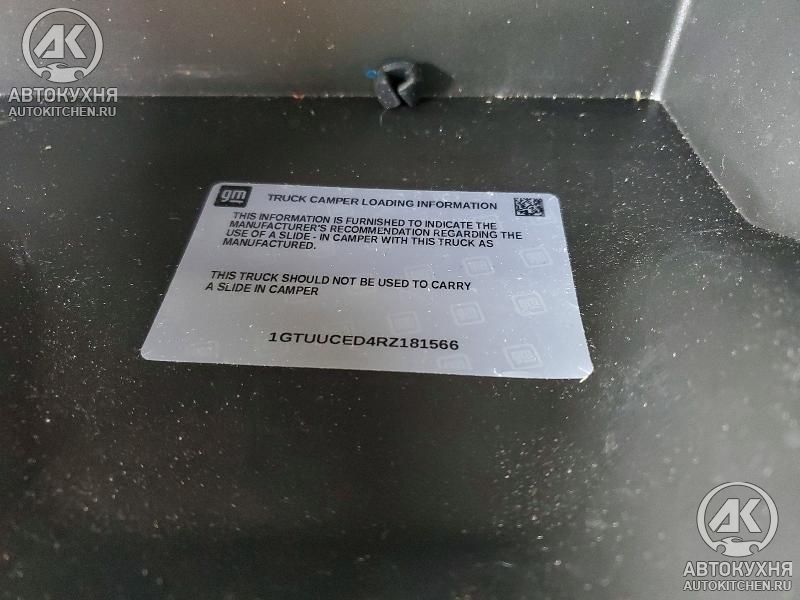 АК
АВТОКУХНЯ
AUTOKITCHEN.RU
gm
TRUCK CAMPER LOADING INFORMATION
THIS INFORMATION IS FURNISHED TO INDICATE THE
MANUFACTURER'S RECOMMENDATION REGARDING THE
USE OF A SLIDE - IN CAMPER WITH THIS TRUCK AS
MANUFACTURED.
THIS TRUCK SHOULD NOT BE USED TO CARRY
A SLIDE IN CAMPER
1GTUUCED4RZ181566
АК
АВТОКУХНЯ
AUTOKITCHEN.RU